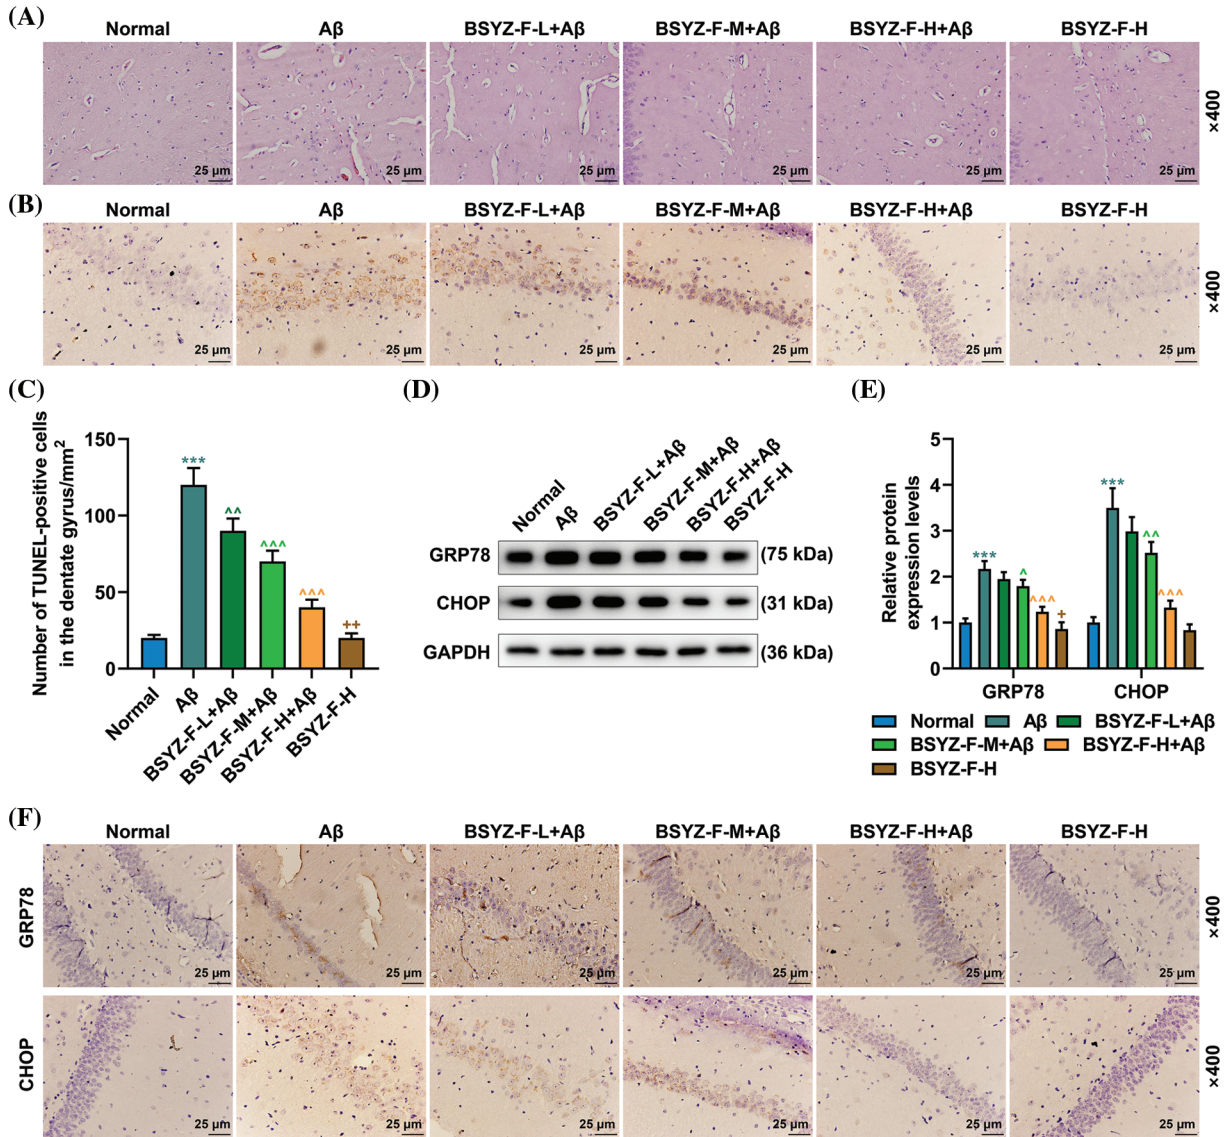 (A)
Normal Aβ BSYZ-F-L+Aβ BSYZ-F-M+Aβ BSYZ-F-H+Aβ BSYZ-F-H
×400
25 μm 25 μm 25 μm 25 μm 25 μm 25 μm
(B)
Normal Aβ BSYZ-F-L+Aβ BSYZ-F-M+Aβ BSYZ-F-H+Aβ BSYZ-F-H
×400
25 μm 25 μm 25 μm 25 μm 25 μm 25 μm
(C)
Number of TUNEL-positive cells
in the dentate gyrus/mm²
150
100
50
0
***
^^
^^^
^^^
++
Normal
Aβ
BSYZ-F-L+Aβ
BSYZ-F-M+Aβ
BSYZ-F-H+Aβ
BSYZ-F-H
(D)
Normal
Aβ
BSYZ-F-L+Aβ
BSYZ-F-M+Aβ
BSYZ-F-H+Aβ
BSYZ-F-H
GRP78 (75 kDa)
CHOP (31 kDa)
GAPDH (36 kDa)
(E)
Relative protein
expression levels
5
4
3
2
1
0
***
^
^^^
+
***
^^
^^^
GRP78 CHOP
Normal Aβ BSYZ-F-L+Aβ
BSYZ-F-M+Aβ BSYZ-F-H+Aβ
BSYZ-F-H
(F)
Normal Aβ BSYZ-F-L+Aβ BSYZ-F-M+Aβ BSYZ-F-H+Aβ BSYZ-F-H
GRP78
×400
25 μm 25 μm 25 μm 25 μm 25 μm 25 μm
CHOP
×400
25 μm 25 μm 25 μm 25 μm 25 μm 25 μm